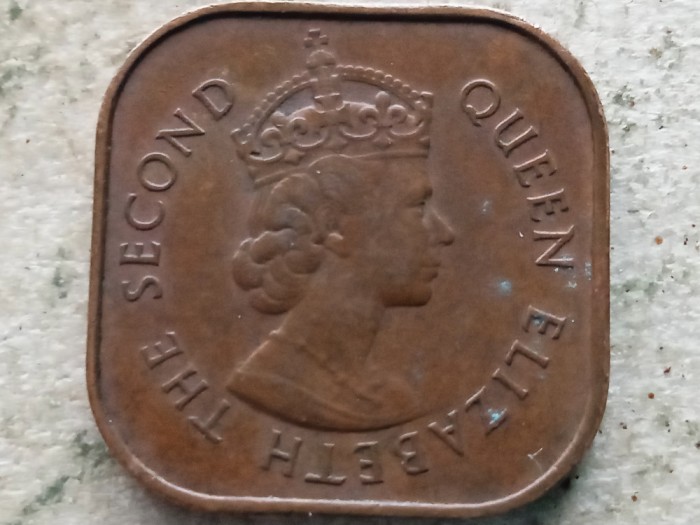 QUEEN ELIZABETH THE SECOND